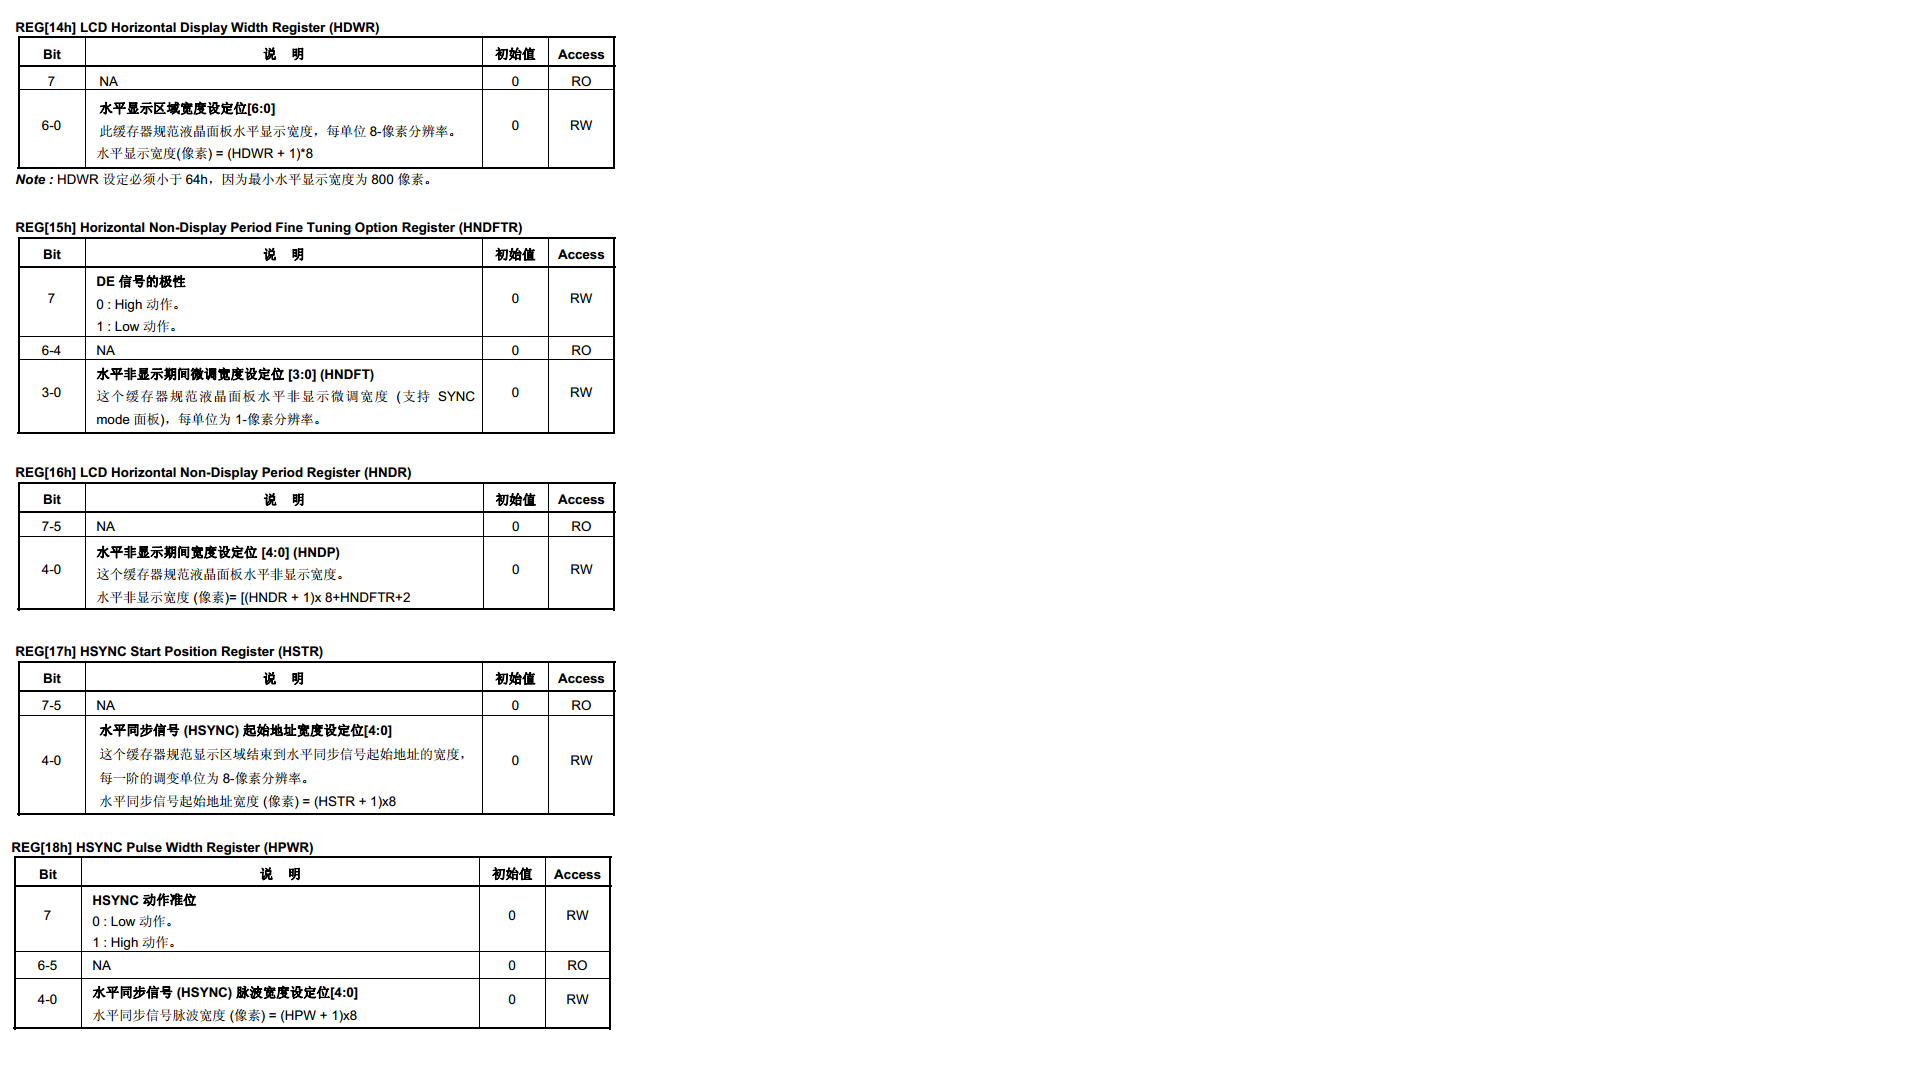 REG[14h] LCD Horizontal Display Width Register (HDWR)
Bit 说 明 初始值 Access
7 NA 0 RO
水平显示区域宽度设定位[6:0]
6-0 此缓存器规范液晶面板水平显示宽度，每单位 8-像素分辨率。 0 RW
水平显示宽度(像素) = (HDWR + 1)*8
Note : HDWR 设定必须小于 64h，因为最小水平显示宽度为 800 像素。
REG[15h] Horizontal Non-Display Period Fine Tuning Option Register (HNDFTR)
Bit 说 明 初始值 Access
DE 信号的极性
7 0 : High 动作。 0 RW
1 : Low 动作。
6-4 NA 0 RO
水平非显示期间微调宽度设定位 [3:0] (HNDFT)
3-0 这个缓存器规范液晶面板水平非显示微调宽度 (支持 SYNC 0 RW
mode 面板)，每单位为 1-像素分辨率。
REG[16h] LCD Horizontal Non-Display Period Register (HNDR)
Bit 说 明 初始值 Access
7-5 NA 0 RO
水平非显示期间宽度设定位 [4:0] (HNDP)
4-0 这个缓存器规范液晶面板水平非显示宽度。 0 RW
水平非显示宽度 (像素)= [(HNDR + 1)x 8+HNDFTR+2
REG[17h] HSYNC Start Position Register (HSTR)
Bit 说 明 初始值 Access
7-5 NA 0 RO
水平同步信号 (HSYNC) 起始地址宽度设定位[4:0]
4-0 这个缓存器规范显示区域结束到水平同步信号起始地址的宽度， 0 RW
每一阶的调变单位为 8-像素分辨率。
水平同步信号起始地址宽度 (像素) = (HSTR + 1)x8
REG[18h] HSYNC Pulse Width Register (HPWR)
Bit 说 明 初始值 Access
HSYNC 动作准位
7 0 : Low 动作。 0 RW
1 : High 动作。
6-5 NA 0 RO
水平同步信号 (HSYNC) 脉波宽度设定位[4:0]
4-0 0 RW
水平同步信号脉波宽度 (像素) = (HPW + 1)x8